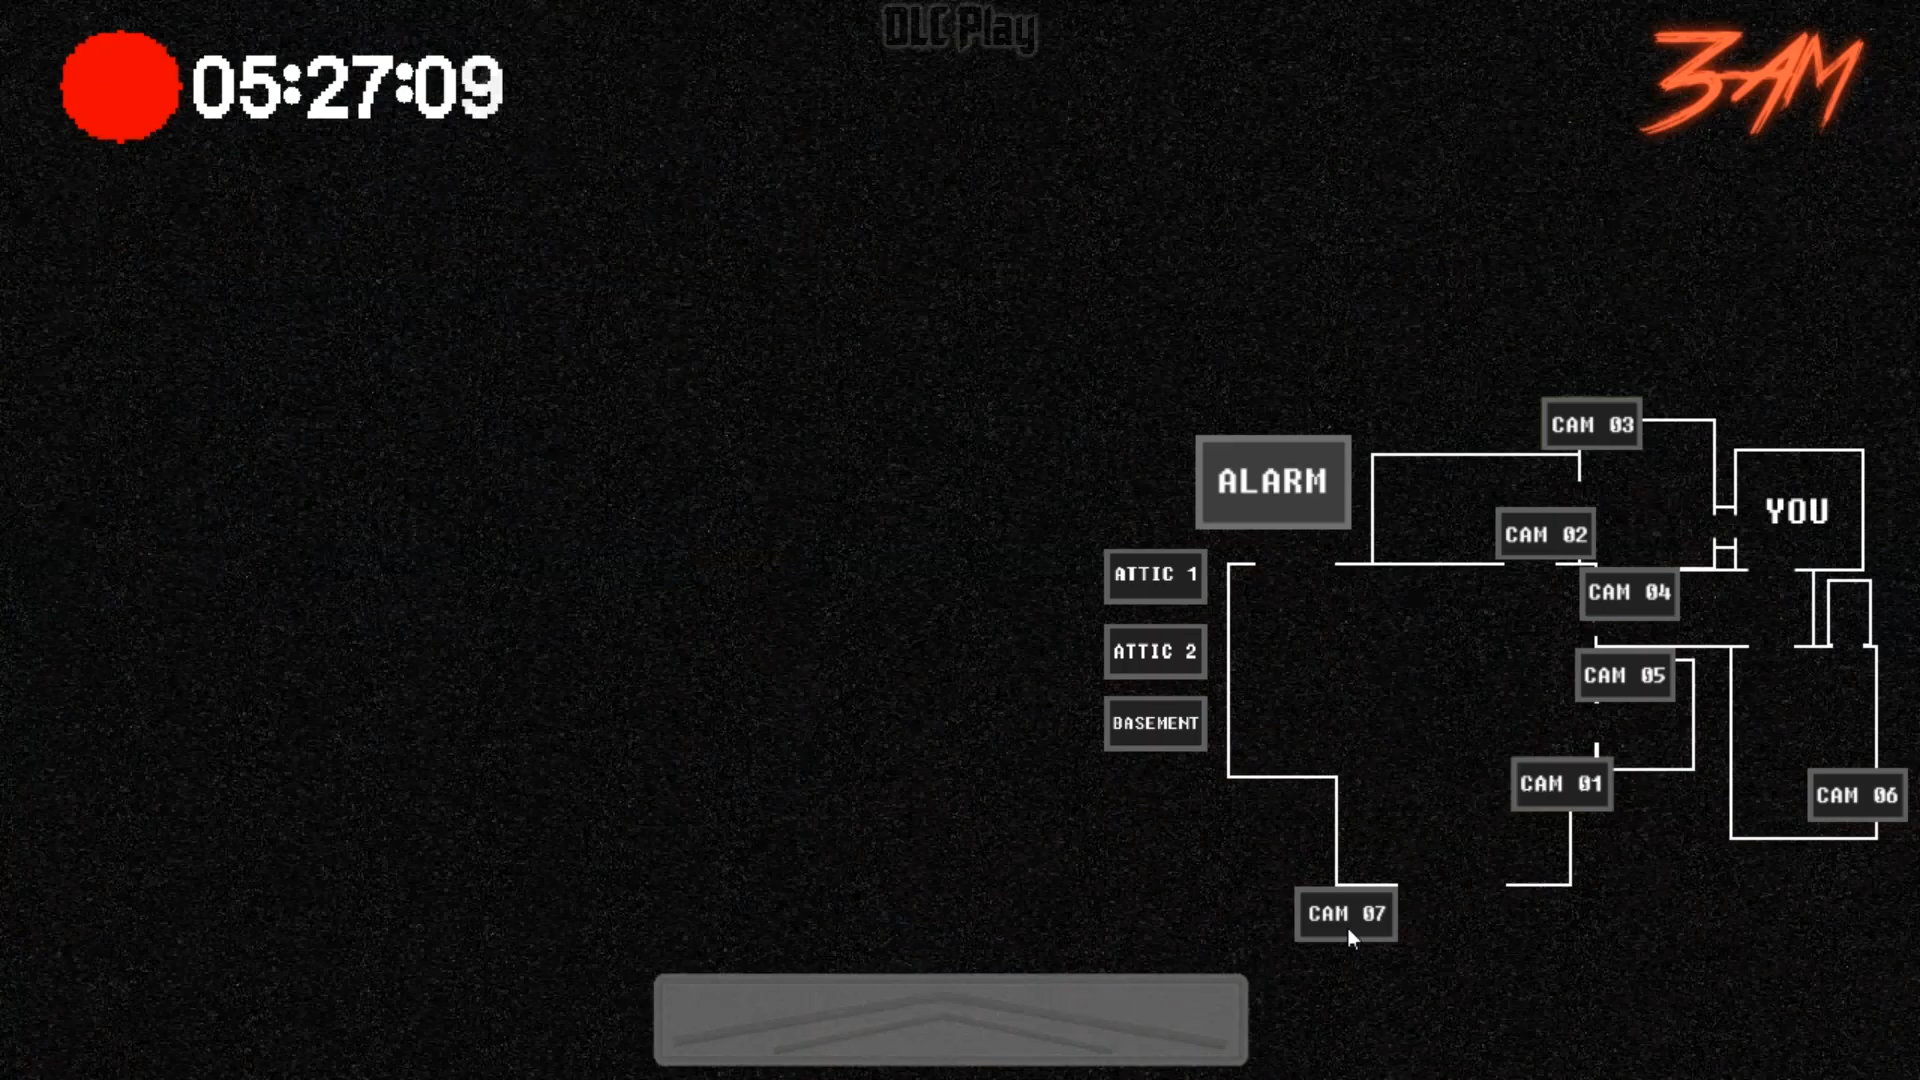 DLC Play
05:27:09
3AM
CAM 03
ALARM
YOU
CAM 02
ATTIC 1
CAM 04
ATTIC 2
CAM 05
BASEMENT
CAM 01
CAM 06
CAM 07